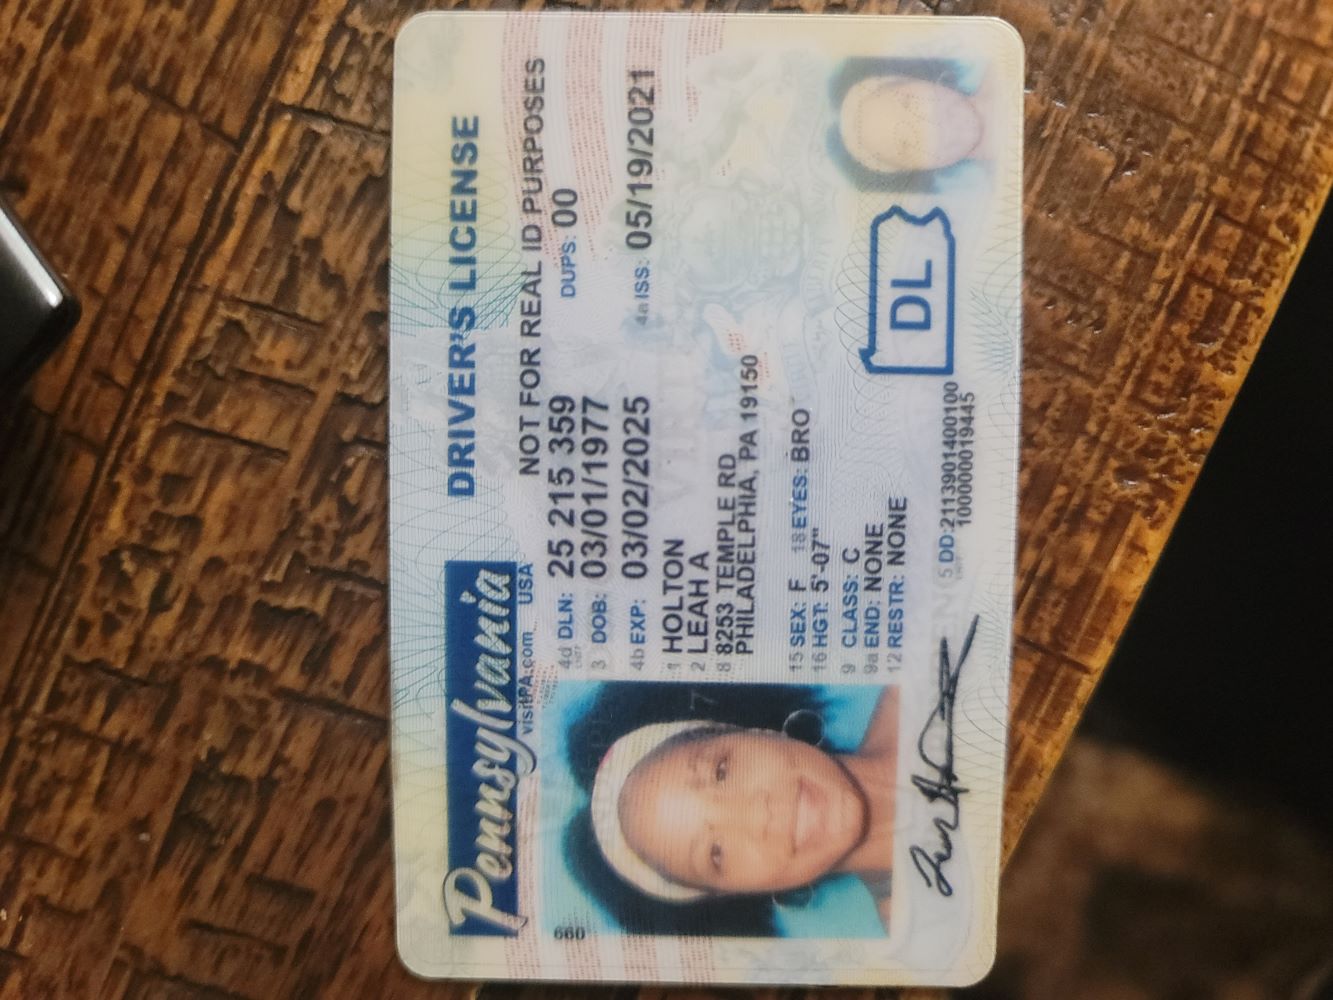 Pennsylvania
visitPA.com USA
DRIVER'S LICENSE
NOT FOR REAL ID PURPOSES
4d DLN: 25 215 359 DUPS: 00
3 DOB: 03/01/1977
4b EXP: 03/02/2025 4a ISS: 05/19/2021
1 HOLTON
2 LEAH A
8 8253 TEMPLE RD
PHILADELPHIA, PA 19150
15 SEX: F 18 EYES: BRO
16 HGT: 5'-07"
9 CLASS: C
9a END: NONE
12 RESTR: NONE
5 DD: 2113901400100
100000019445
DL